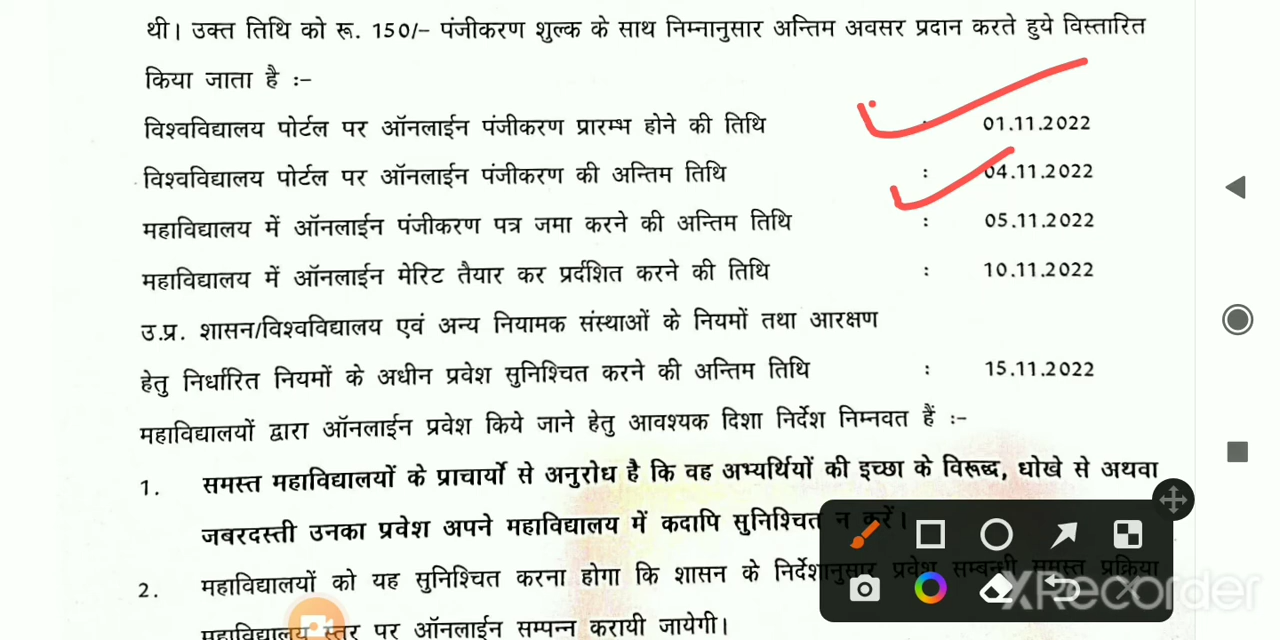 थी। उक्त तिथि को रू. 150/– पंजीकरण शुल्क के साथ निम्नानुसार अन्तिम अवसर प्रदान करते हुये विस्तारित
किया जाता है :–
विश्वविद्यालय पोर्टल पर ऑनलाईन पंजीकरण प्रारम्भ होने की तिथि : 01.11.2022
विश्वविद्यालय पोर्टल पर ऑनलाईन पंजीकरण की अन्तिम तिथि : 04.11.2022
महाविद्यालय में ऑनलाईन पंजीकरण पत्र जमा करने की अन्तिम तिथि : 05.11.2022
महाविद्यालय में ऑनलाईन मेरिट तैयार कर प्रर्दशित करने की तिथि : 10.11.2022
उ.प्र. शासन/विश्वविद्यालय एवं अन्य नियामक संस्थाओं के नियमों तथा आरक्षण
हेतु निर्धारित नियमों के अधीन प्रवेश सुनिश्चित करने की अन्तिम तिथि : 15.11.2022
महाविद्यालयों द्वारा ऑनलाईन प्रवेश किये जाने हेतु आवश्यक दिशा निर्देश निम्नवत हैं :–
1. समस्त महाविद्यालयों के प्राचार्यो से अनुरोध है कि वह अभ्यर्थियों की इच्छा के विरूद्ध, धोखे से अथवा
जबरदस्ती उनका प्रवेश अपने महाविद्यालय में कदापि सुनिश्चित न करें।
2. महाविद्यालयों को यह सुनिश्चित करना होगा कि शासन के निर्देशानुसार प्रवेश सम्बन्धी समस्त प्रक्रिया
महाविद्यालय स्तर पर ऑनलाईन सम्पन्न करायी जायेगी।
XRecorder